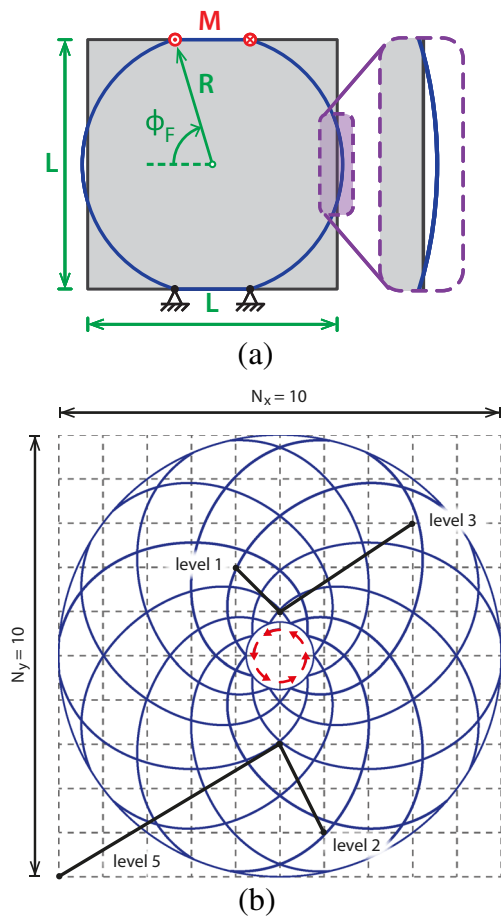 M
R
ϕF
L
L
(a)
Nx = 10
Ny = 10
level 3
level 1
level 2
level 5
(b)